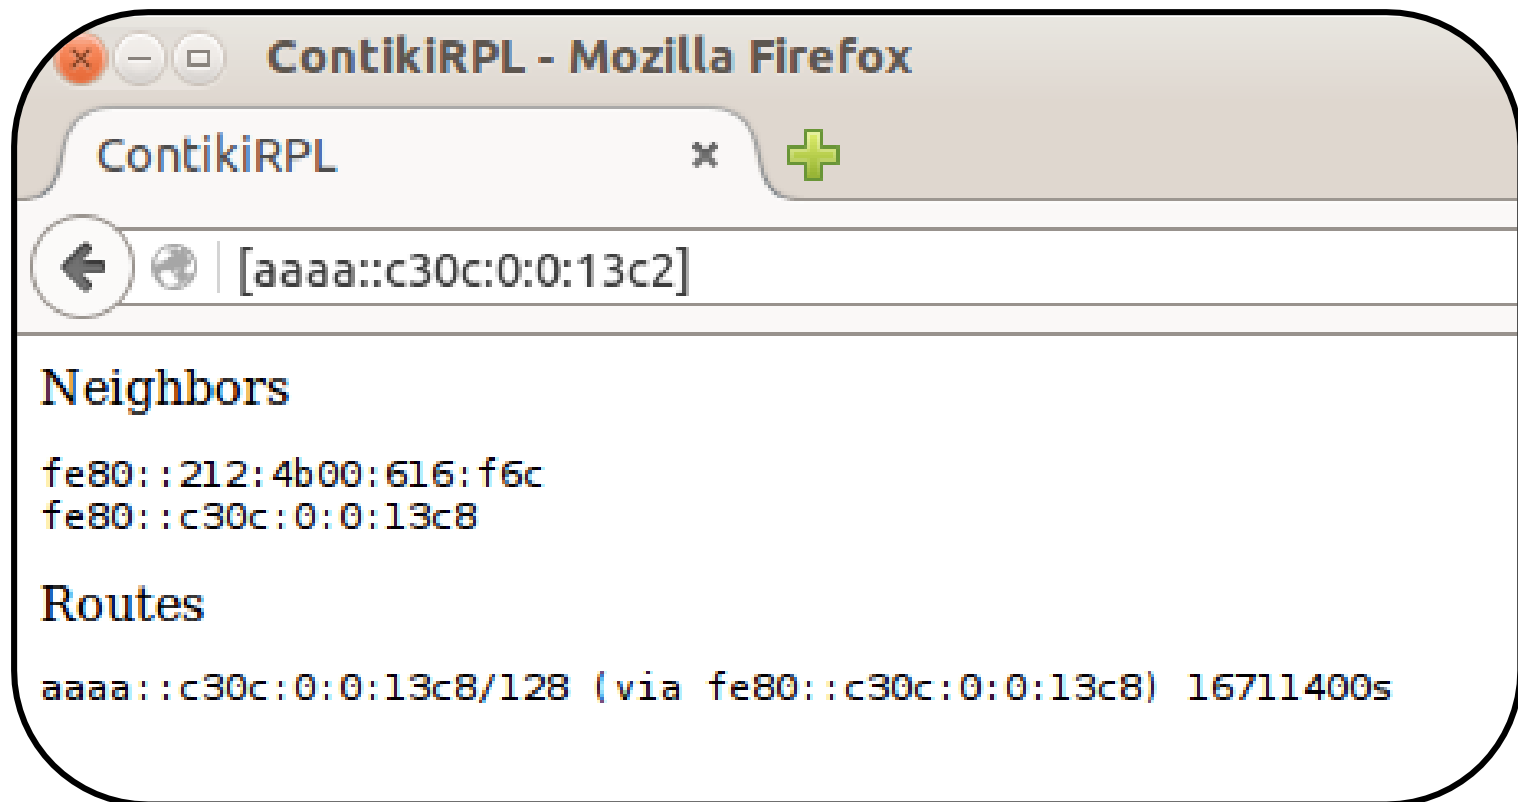 ContikiRPL - Mozilla Firefox
ContikiRPL
[aaaa::c30c:0:0:13c2]
Neighbors
fe80::212:4b00:616:f6c
fe80::c30c:0:0:13c8
Routes
aaaa::c30c:0:0:13c8/128 (via fe80::c30c:0:0:13c8) 16711400s